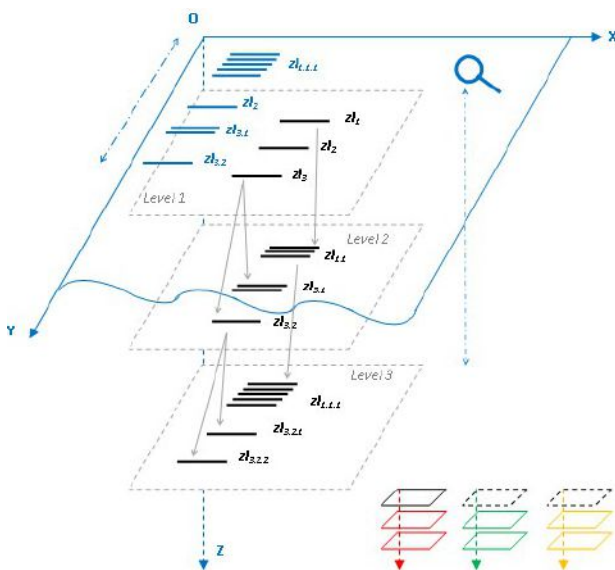 O
X
zl1.1.1
zl2
zl1
zl3.1
zl2
zl3.2
zl3
Level 1
Level 2
zl1.1
zl3.1
Y
zl3.2
Level 3
zl1.1.1
zl3.2.1
zl3.2.2
Z